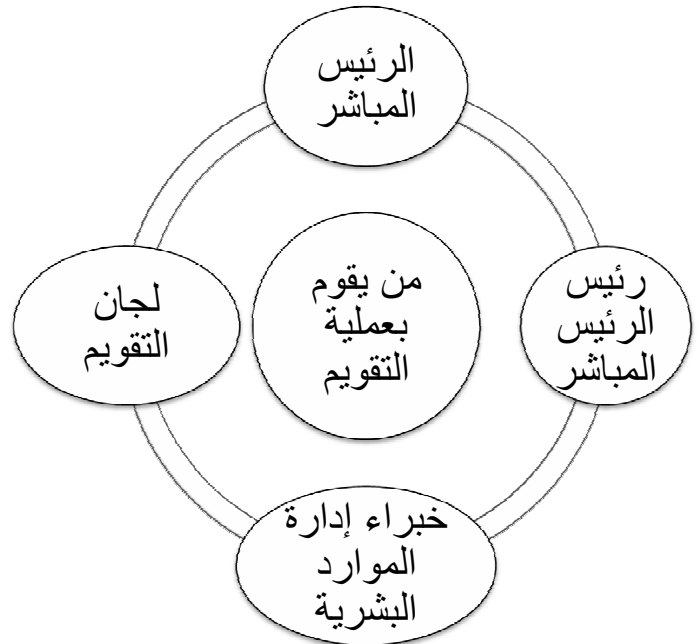 الرئيس
المباشر
من يقوم
بعملية
التقويم
رئيس
الرئيس
المباشر
لجان
التقويم
خبراء إدارة
الموارد
البشرية